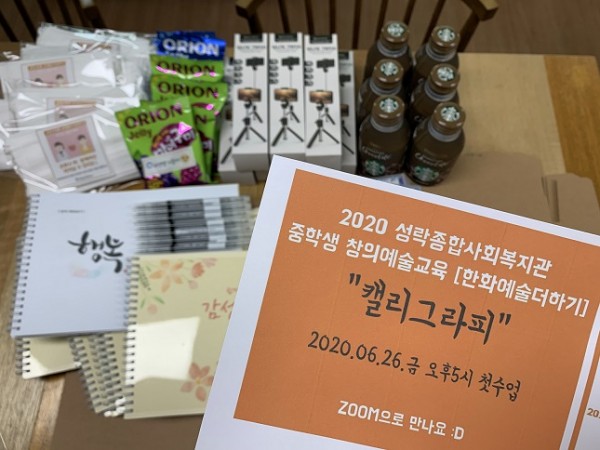 ORION
ORION
ORION
ORION
Jelly
행복
감성
2020 성락종합사회복지관
중학생 창의예술교육 [한화예술더하기]
"캘리그라피"
2020.06.26.금 오후5시 첫수업
ZOOM으로 만나요 :D